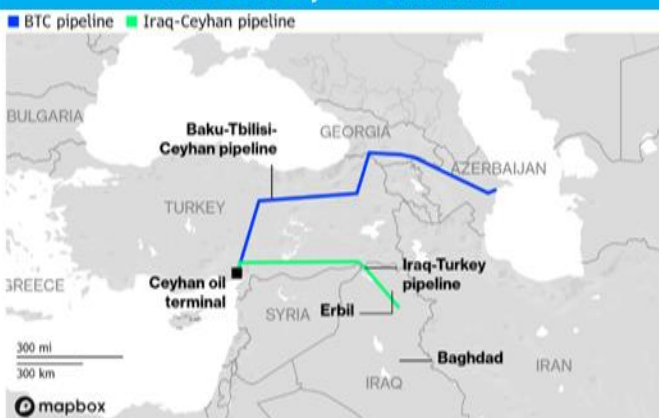 BTC pipeline Iraq-Ceyhan pipeline
BULGARIA
Baku-Tbilisi-
Ceyhan pipeline
GEORGIA
AZERBAIJAN
TURKEY
GREECE
Ceyhan oil
terminal
Iraq-Turkey
pipeline
SYRIA
Erbil
Baghdad
IRAN
IRAQ
300 mi
300 km
mapbox